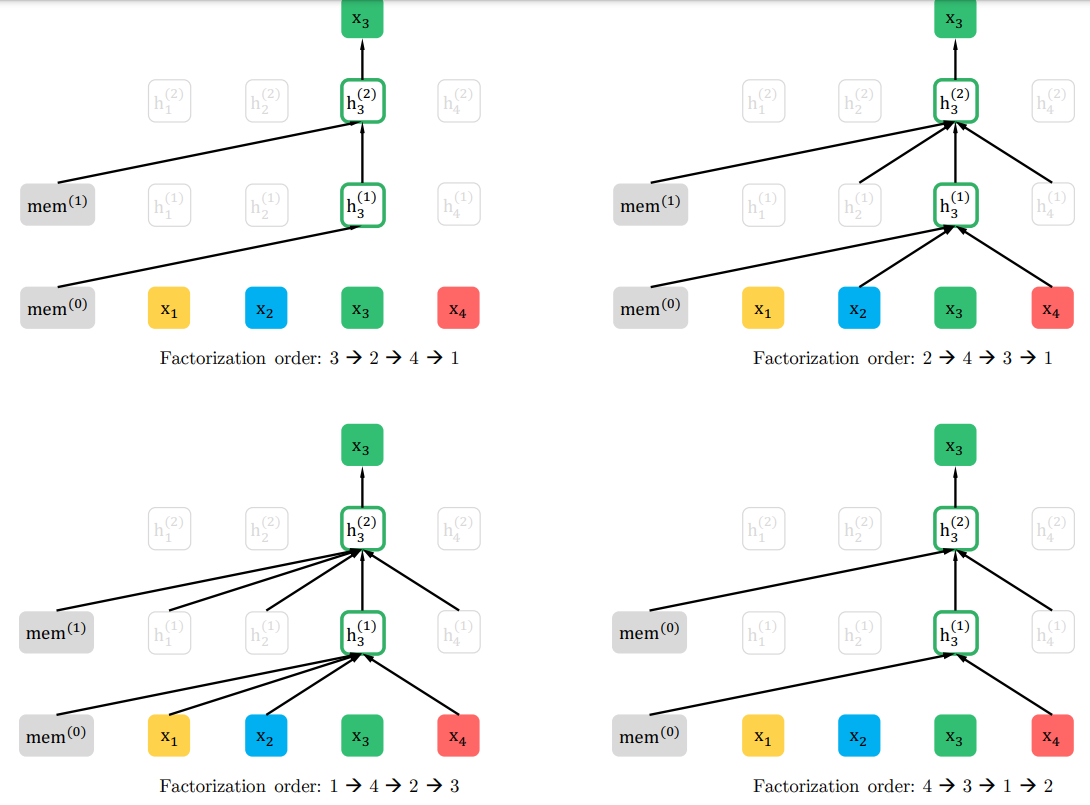 x₃ x₃
h₁⁽²⁾ h₂⁽²⁾ h₃⁽²⁾ h₄⁽²⁾ h₁⁽²⁾ h₂⁽²⁾ h₃⁽²⁾ h₄⁽²⁾
mem⁽¹⁾ h₁⁽¹⁾ h₂⁽¹⁾ h₃⁽¹⁾ h₄⁽¹⁾ mem⁽¹⁾ h₁⁽¹⁾ h₂⁽¹⁾ h₃⁽¹⁾ h₄⁽¹⁾
mem⁽⁰⁾ x₁ x₂ x₃ x₄ mem⁽⁰⁾ x₁ x₂ x₃ x₄
Factorization order: 3 → 2 → 4 → 1 Factorization order: 2 → 4 → 3 → 1
x₃ x₃
h₁⁽²⁾ h₂⁽²⁾ h₃⁽²⁾ h₄⁽²⁾ h₁⁽²⁾ h₂⁽²⁾ h₃⁽²⁾ h₄⁽²⁾
mem⁽¹⁾ h₁⁽¹⁾ h₂⁽¹⁾ h₃⁽¹⁾ h₄⁽¹⁾ mem⁽⁰⁾ h₁⁽¹⁾ h₂⁽¹⁾ h₃⁽¹⁾ h₄⁽¹⁾
mem⁽⁰⁾ x₁ x₂ x₃ x₄ mem⁽⁰⁾ x₁ x₂ x₃ x₄
Factorization order: 1 → 4 → 2 → 3 Factorization order: 4 → 3 → 1 → 2